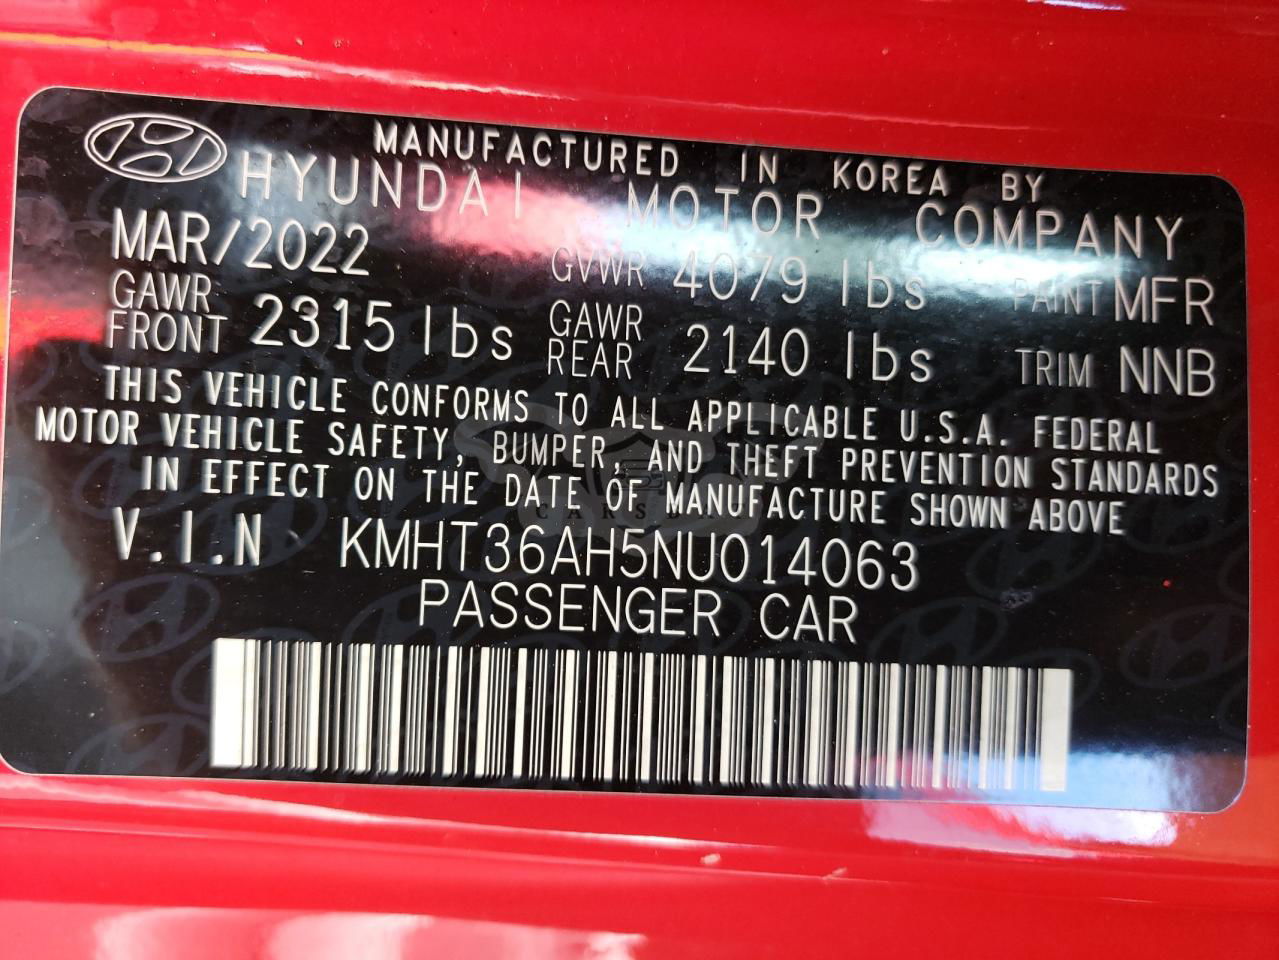 MANUFACTURED IN KOREA BY
HYUNDAI MOTOR COMPANY
MAR/2022 GVWR 4079 lbs PAINT MFR
GAWR FRONT 2315 lbs GAWR REAR 2140 lbs TRIM NNB
THIS VEHICLE CONFORMS TO ALL APPLICABLE U.S.A. FEDERAL
MOTOR VEHICLE SAFETY, BUMPER, AND THEFT PREVENTION STANDARDS
IN EFFECT ON THE DATE OF MANUFACTURE SHOWN ABOVE
V.I.N KMHT36AH5NU014063
PASSENGER CAR